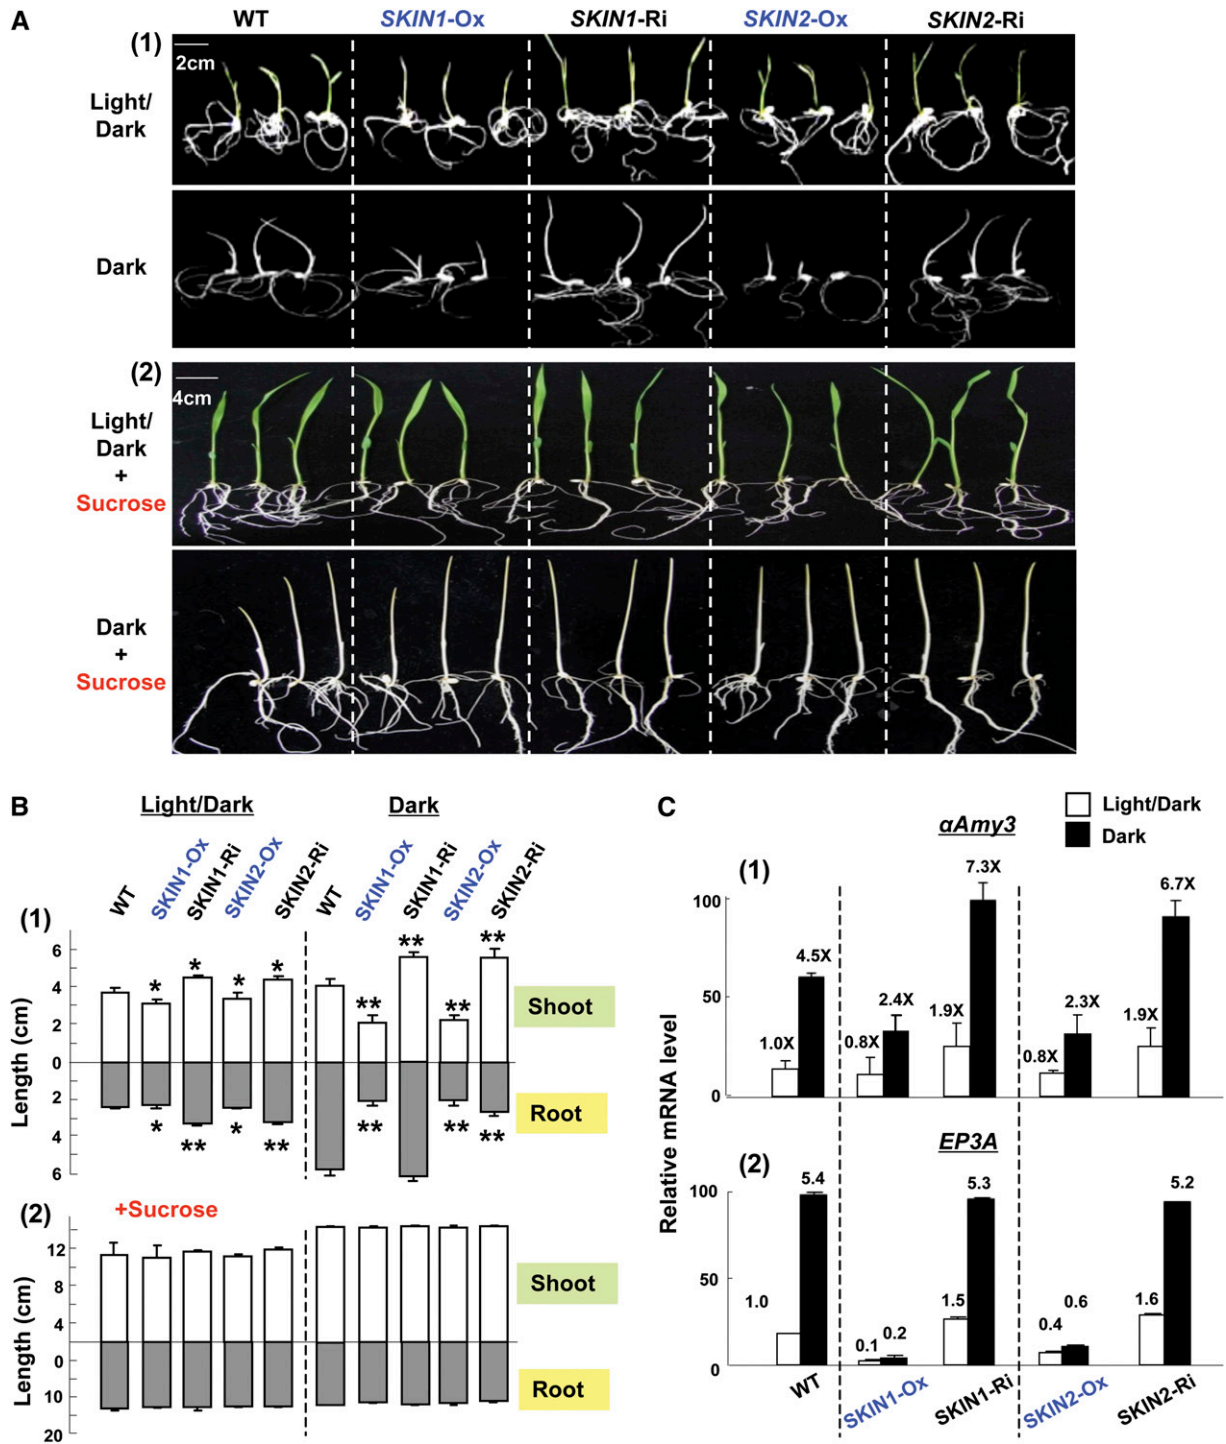 A
WT SKIN1-Ox SKIN1-Ri SKIN2-Ox SKIN2-Ri
(1)
2cm
Light/
Dark
Dark
(2)
4cm
Light/
Dark
+
Sucrose
Dark
+
Sucrose
B
Light/Dark Dark
WT SKIN1-Ox SKIN1-Ri SKIN2-Ox SKIN2-Ri WT SKIN1-Ox SKIN1-Ri SKIN2-Ox SKIN2-Ri
(1)
Length (cm)
6
4
2
0
2
4
6
* * * * ** ** ** **
* ** * ** ** ** **
Shoot
Root
(2)
+Sucrose
Length (cm)
12
8
4
0
10
20
Shoot
Root
C
Light/Dark
Dark
αAmy3
(1)
Relative mRNA level
100
50
0
1.0X 4.5X 0.8X 2.4X 1.9X 7.3X 0.8X 2.3X 1.9X 6.7X
EP3A
(2)
100
50
0
1.0 5.4 0.1 0.2 1.5 5.3 0.4 0.6 1.6 5.2
WT SKIN1-Ox SKIN1-Ri SKIN2-Ox SKIN2-Ri